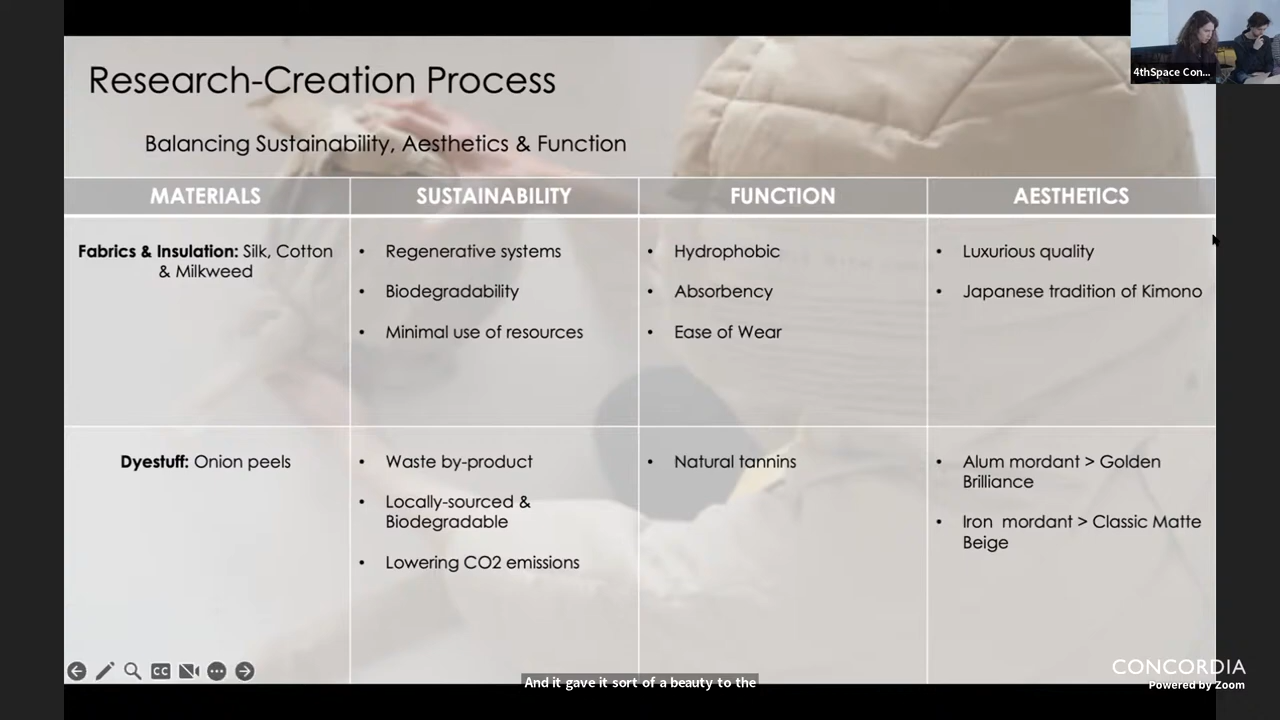 4thSpace Con...
Research-Creation Process
Balancing Sustainability, Aesthetics & Function
MATERIALS
SUSTAINABILITY
FUNCTION
AESTHETICS
Fabrics & Insulation: Silk, Cotton
& Milkweed
• Regenerative systems
• Biodegradability
• Minimal use of resources
• Hydrophobic
• Absorbency
• Ease of Wear
• Luxurious quality
• Japanese tradition of Kimono
Dyestuff: Onion peels
• Waste by-product
• Locally-sourced &
Biodegradable
• Lowering CO2 emissions
• Natural tannins
• Alum mordant > Golden
Brilliance
• Iron mordant > Classic Matte
Beige
CC
And it gave it sort of a beauty to the
CONCORDIA
Powered by Zoom